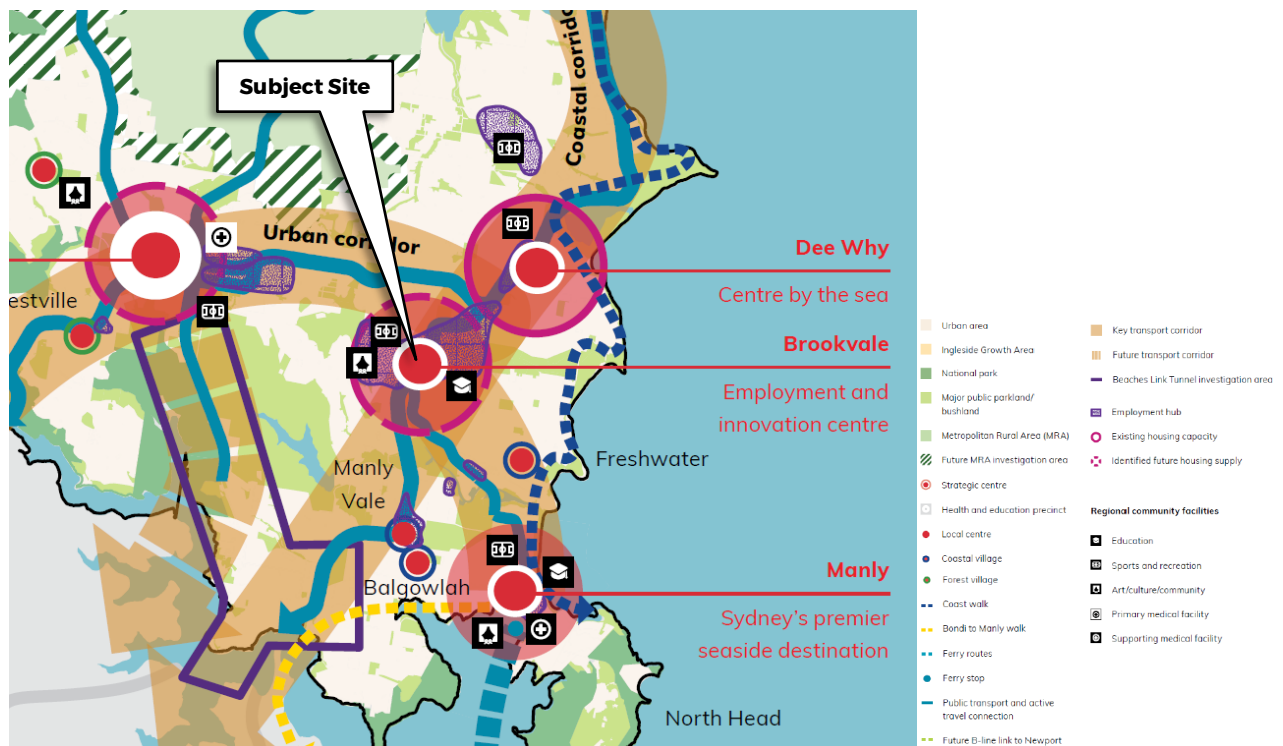 Subject Site
Coastal corridor
Urban corridor
estville
Dee Why
Centre by the sea
Brookvale
Employment and
innovation centre
Manly
Vale
Freshwater
Balgowlah
Manly
Sydney's premier
seaside destination
North Head
Urban area
Ingleside Growth Area
National park
Major public parkland/
bushland
Metropolitan Rural Area (MRA)
Future MRA investigation area
Strategic centre
Health and education precinct
Local centre
Coastal village
Forest village
Coast walk
Bondi to Manly walk
Ferry routes
Ferry stop
Public transport and active
travel connection
Future B-line link to Newport
Key transport corridor
Future transport corridor
Beaches Link Tunnel investigation area
Employment hub
Existing housing capacity
Identified future housing supply
Regional community facilities
Education
Sports and recreation
Art/culture/community
Primary medical facility
Supporting medical facility